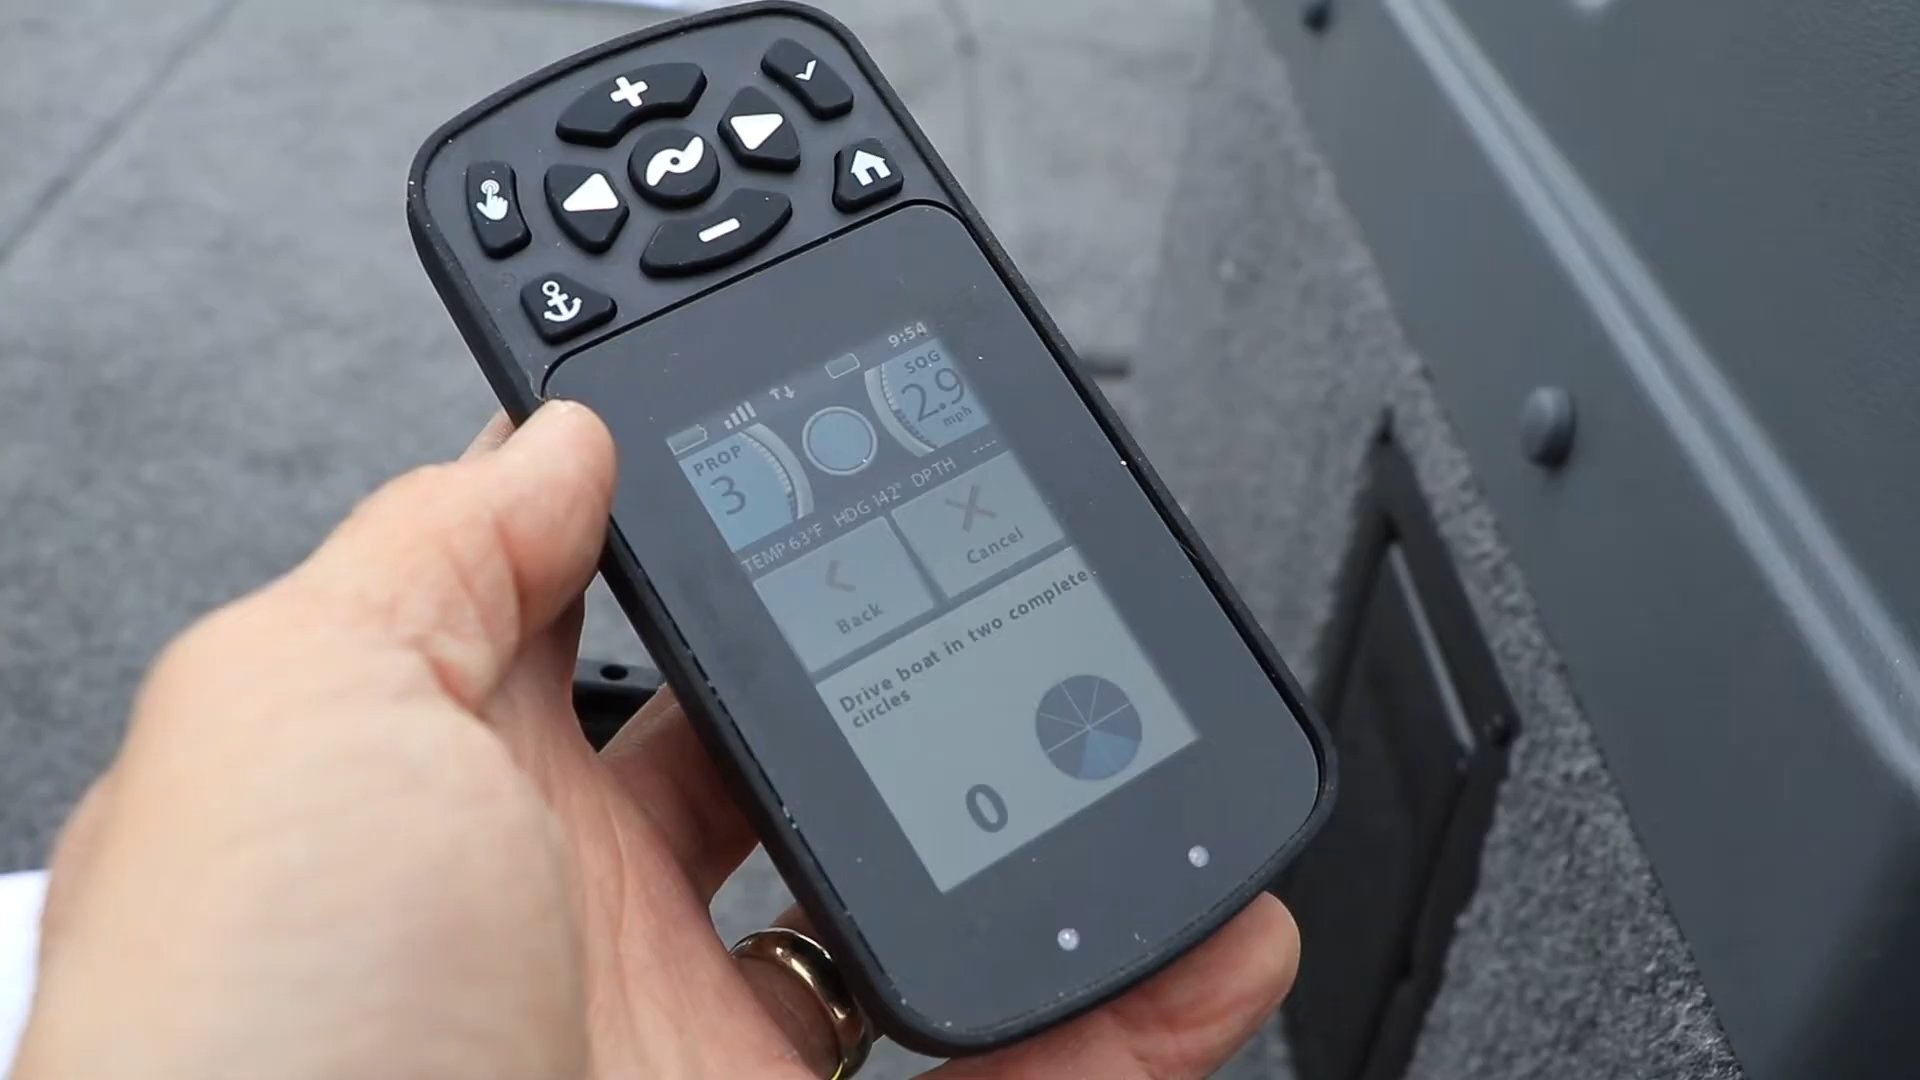 9:54
PROP
3
SOG
2.9
mph
TEMP 63°F HDG 142° DPTH ----
Back
Cancel
Drive boat in two complete
circles
0